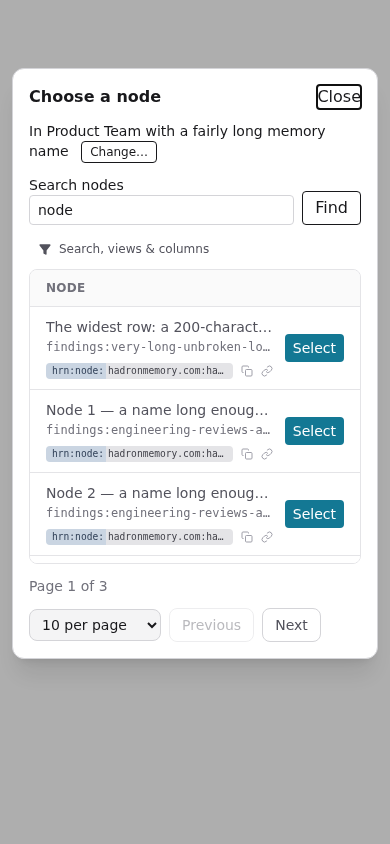 Choose a node
Close
In Product Team with a fairly long memory
name Change…
Search nodes
node
Find
Search, views & columns
NODE
The widest row: a 200-charact…
findings:very-long-unbroken-lo…
hrn:node: hadronmemory.com:ha…
Select
Node 1 — a name long enoug…
findings:engineering-reviews-a…
hrn:node: hadronmemory.com:ha…
Select
Node 2 — a name long enoug…
findings:engineering-reviews-a…
hrn:node: hadronmemory.com:ha…
Select
Page 1 of 3
10 per page
Previous
Next